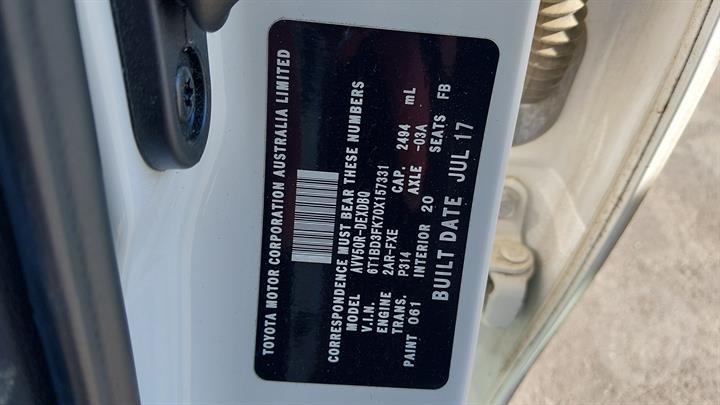 TOYOTA MOTOR CORPORATION AUSTRALIA LIMITED
CORRESPONDENCE MUST BEAR THESE NUMBERS
MODEL AVV50R-DEXDBQ
V.I.N. 6T1BD3FK70X157331
ENGINE 2AR-FXE CAP. 2494 mL
TRANS. P314 AXLE -03A
PAINT 061 INTERIOR 20 SEATS FB
BUILT DATE JUL 17